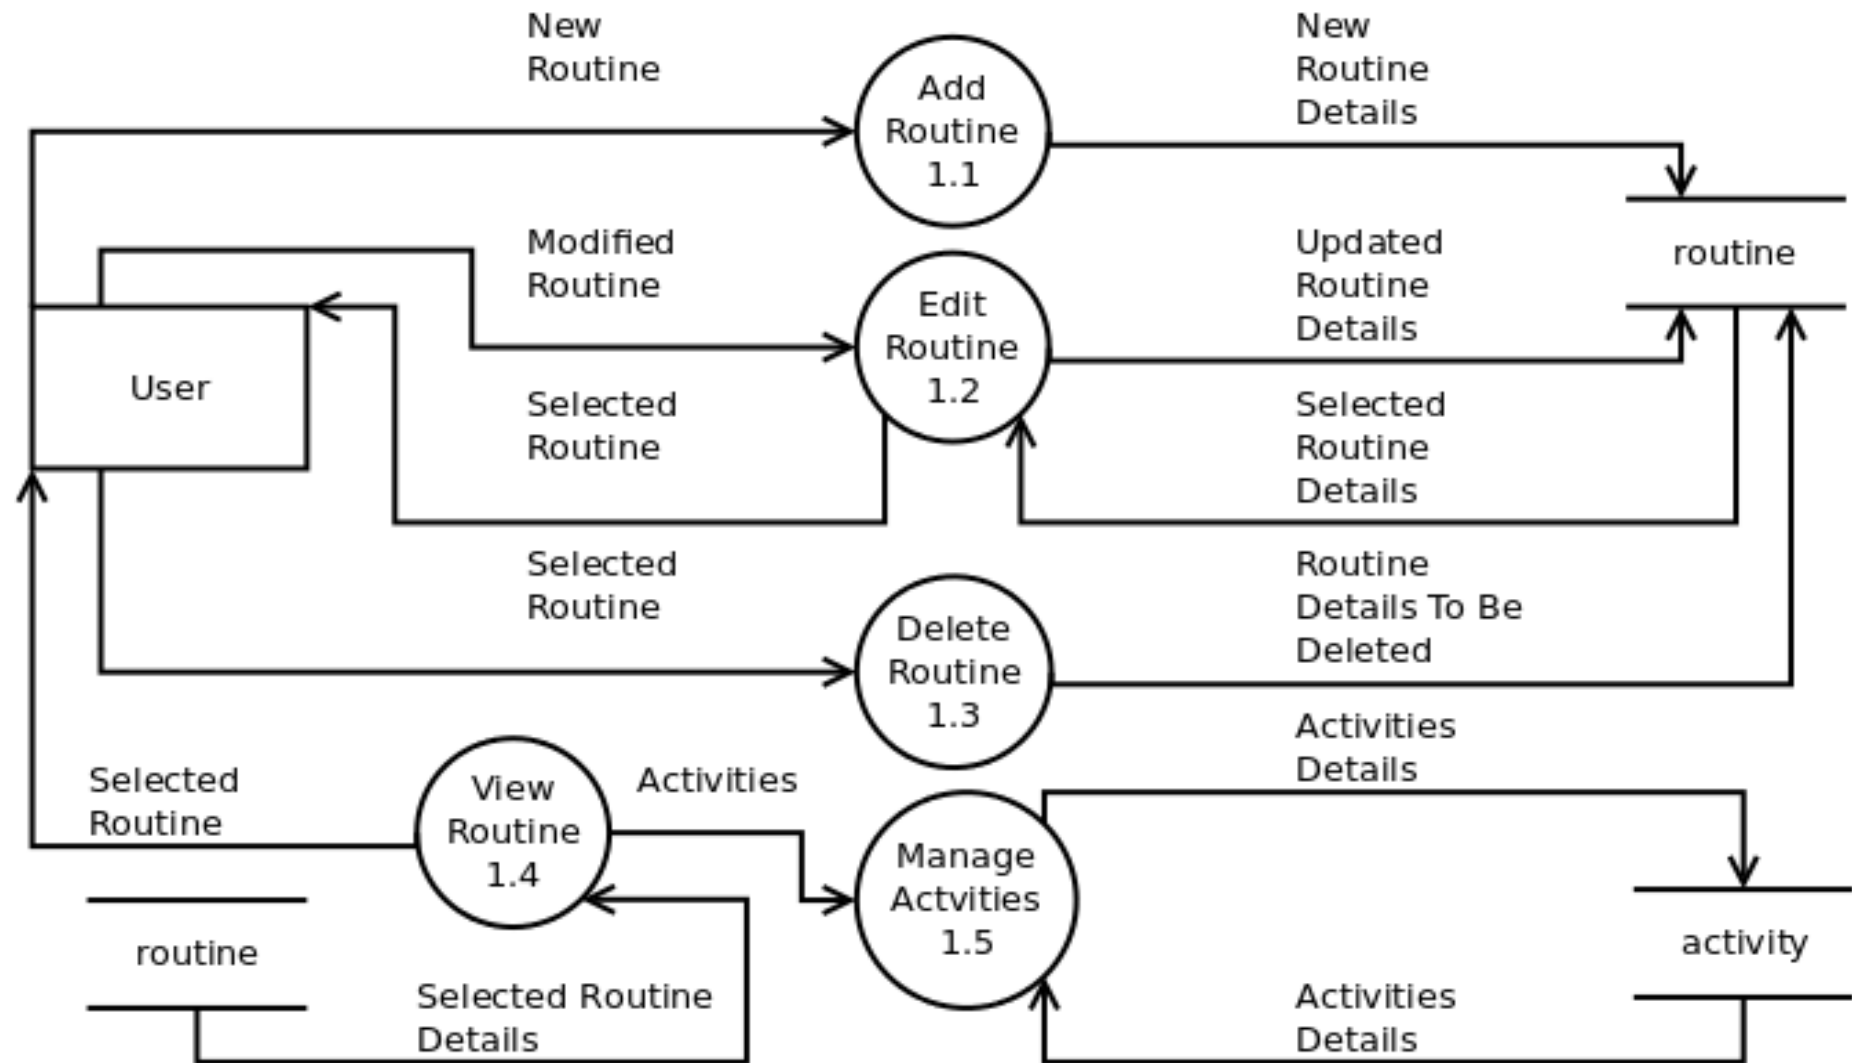 New
Routine
Add
Routine
1.1
New
Routine
Details
Modified
Routine
Edit
Routine
1.2
Updated
Routine
Details
routine
User
Selected
Routine
Selected
Routine
Details
Selected
Routine
Delete
Routine
1.3
Routine
Details To Be
Deleted
Selected
Routine
View
Routine
1.4
Activities
Manage
Actvities
1.5
Activities
Details
routine
Selected Routine
Details
activity
Activities
Details